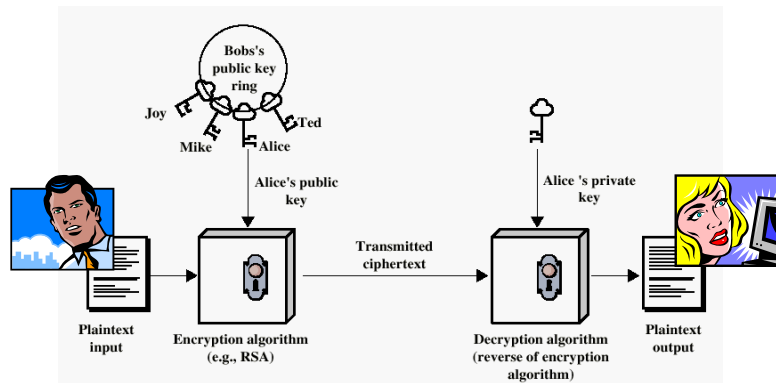 Bobs's
public key
ring
Joy
Ted
Mike
Alice
Alice's public
key
Alice 's private
key
Transmitted
ciphertext
Plaintext
input
Encryption algorithm
(e.g., RSA)
Decryption algorithm
(reverse of encryption
algorithm)
Plaintext
output